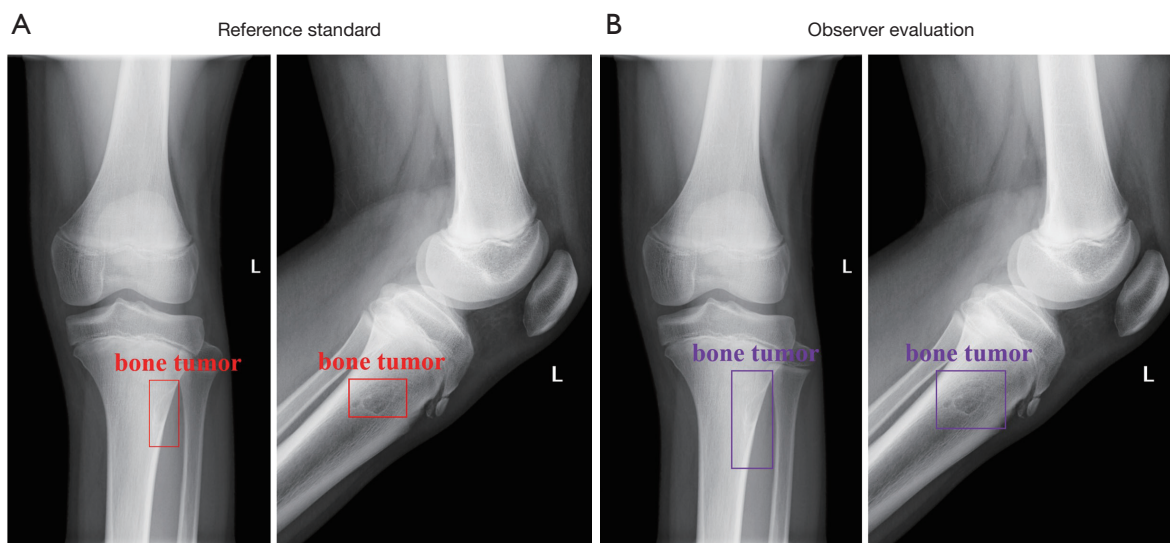 A
Reference standard
B
Observer evaluation
L
bone tumor
bone tumor
L
L
bone tumor
bone tumor
L